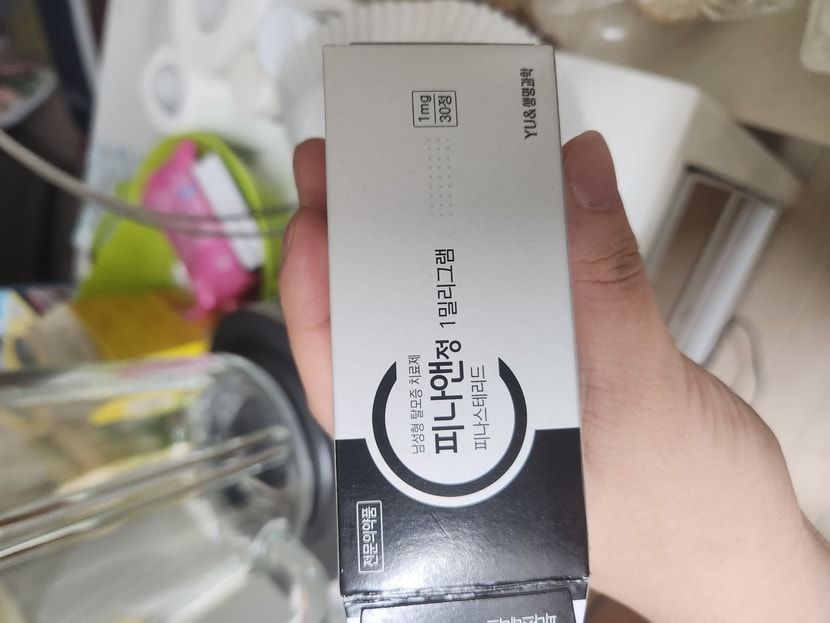 전문의약품
남성형 탈모증 치료제
피나앤정 1밀리그램
피나스테리드
1mg
30정
YU&생명과학